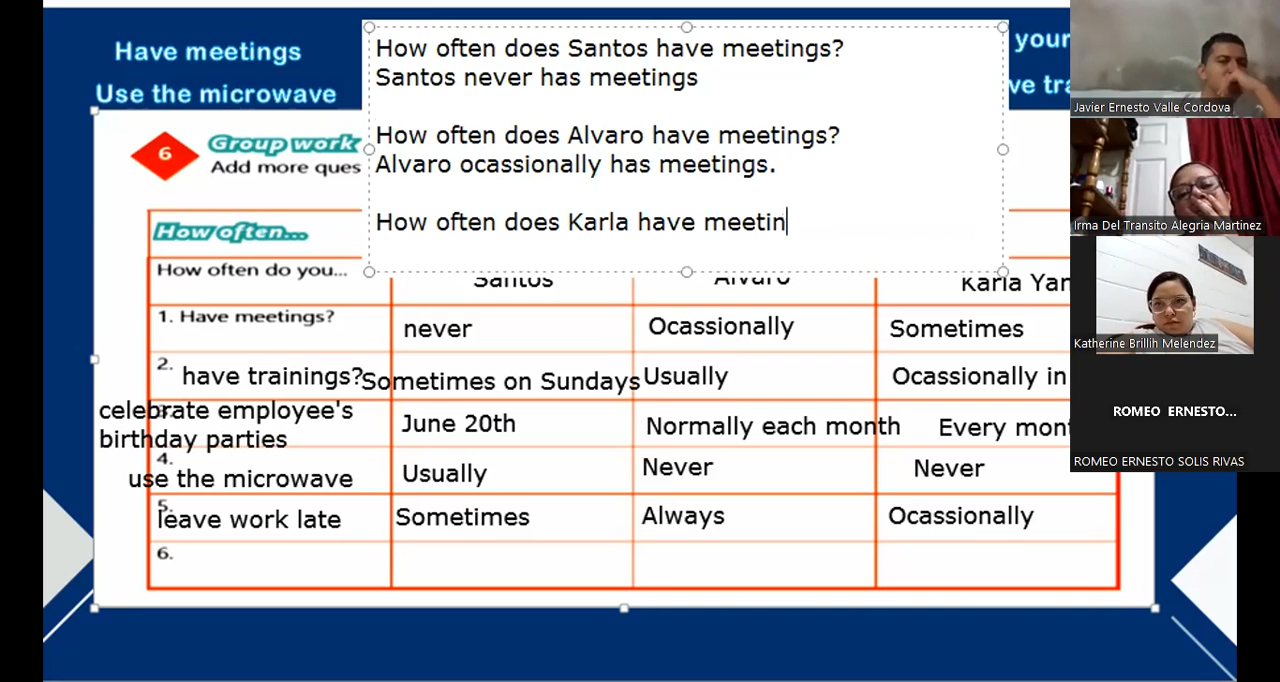 Have meetings
Use the microwave
your
ve tra
How often does Santos have meetings?
Santos never has meetings
How often does Alvaro have meetings?
Alvaro ocassionally has meetings.
How often does Karla have meetin
6
Group work
Add more ques
How often...
How often do you...
Santos
Alvaro
Karla Yan
1. Have meetings?
never
Ocassionally
Sometimes
2.
have trainings?
Sometimes on Sundays
Usually
Ocassionally in
3.
celebrate employee's
birthday parties
June 20th
Normally each month
Every mont
4.
use the microwave
Usually
Never
Never
5.
leave work late
Sometimes
Always
Ocassionally
6.
Javier Ernesto Valle Cordova
Irma Del Transito Alegria Martinez
Katherine Brillih Melendez
ROMEO ERNESTO...
ROMEO ERNESTO SOLIS RIVAS